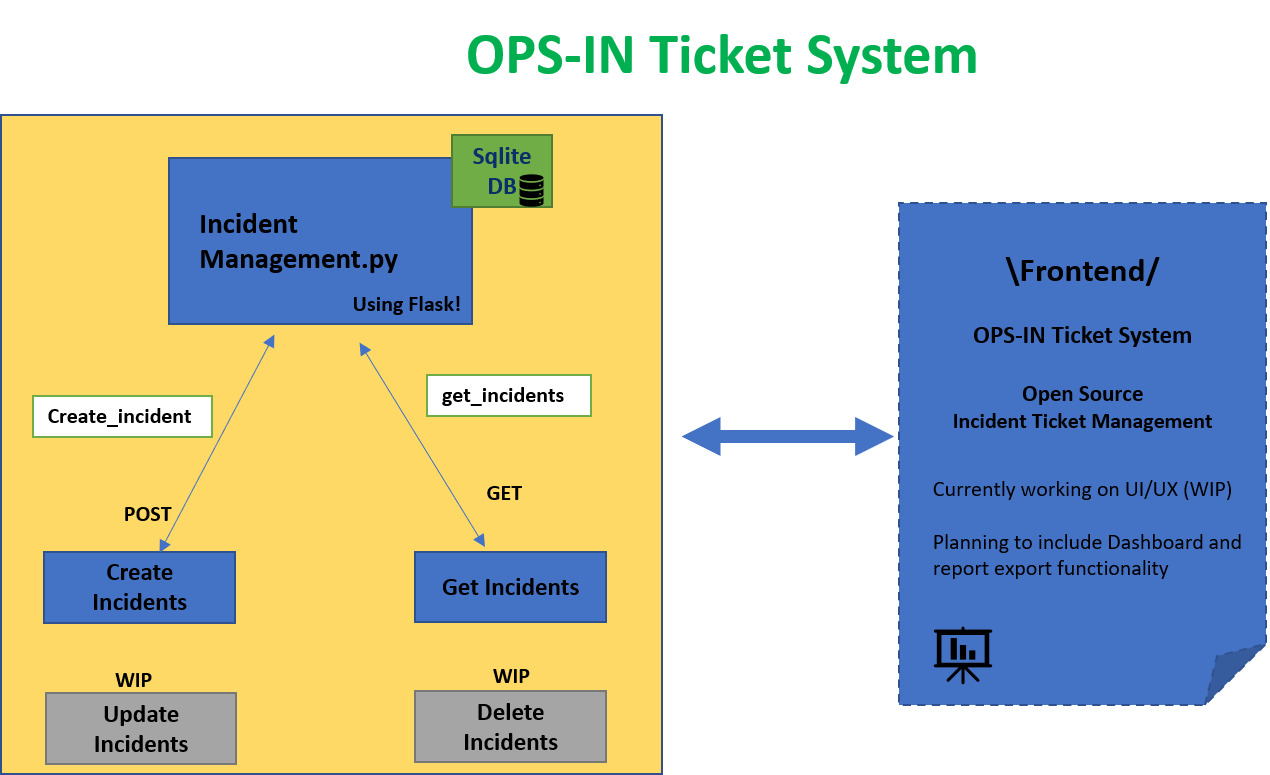 OPS-IN Ticket System
Sqlite
DB
Incident
Management.py
Using Flask!
Create_incident
get_incidents
POST
GET
Create
Incidents
Get Incidents
WIP
WIP
Update
Incidents
Delete
Incidents
\Frontend/
OPS-IN Ticket System
Open Source
Incident Ticket Management
Currently working on UI/UX (WIP)
Planning to include Dashboard and
report export functionality